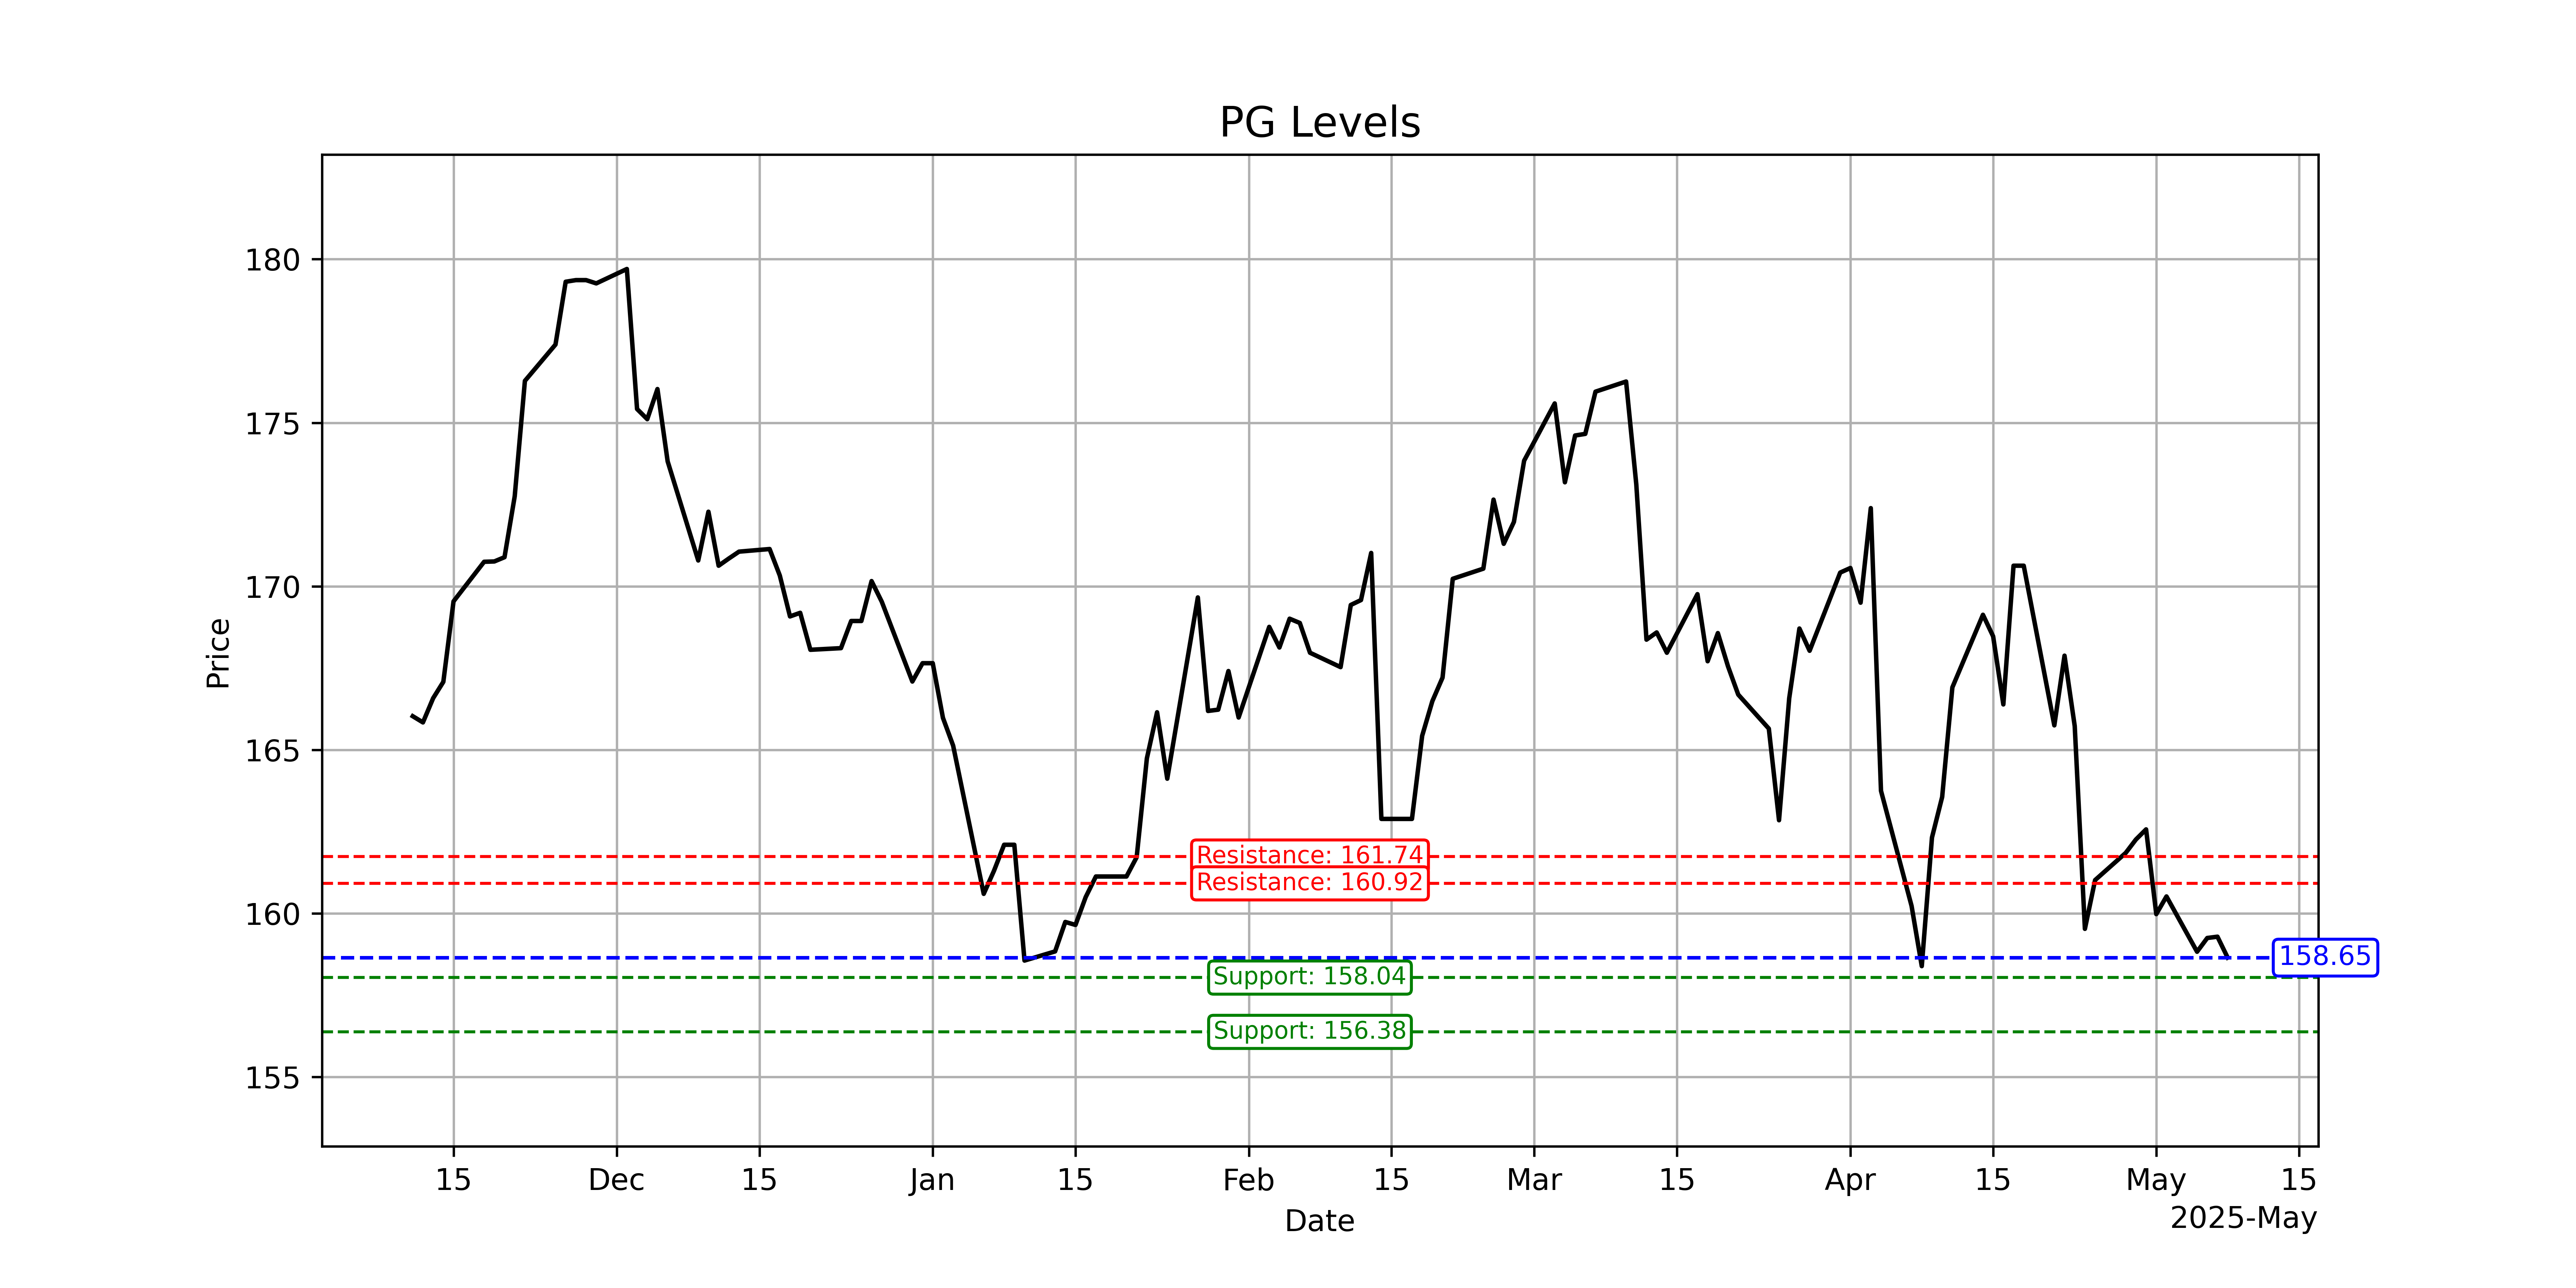 PG Levels
180
175
170
165
160
155
Price
Resistance: 161.74
Resistance: 160.92
158.65
Support: 158.04
Support: 156.38
15 Dec 15 Jan 15 Feb 15 Mar 15 Apr 15 May 15
Date
2025-May